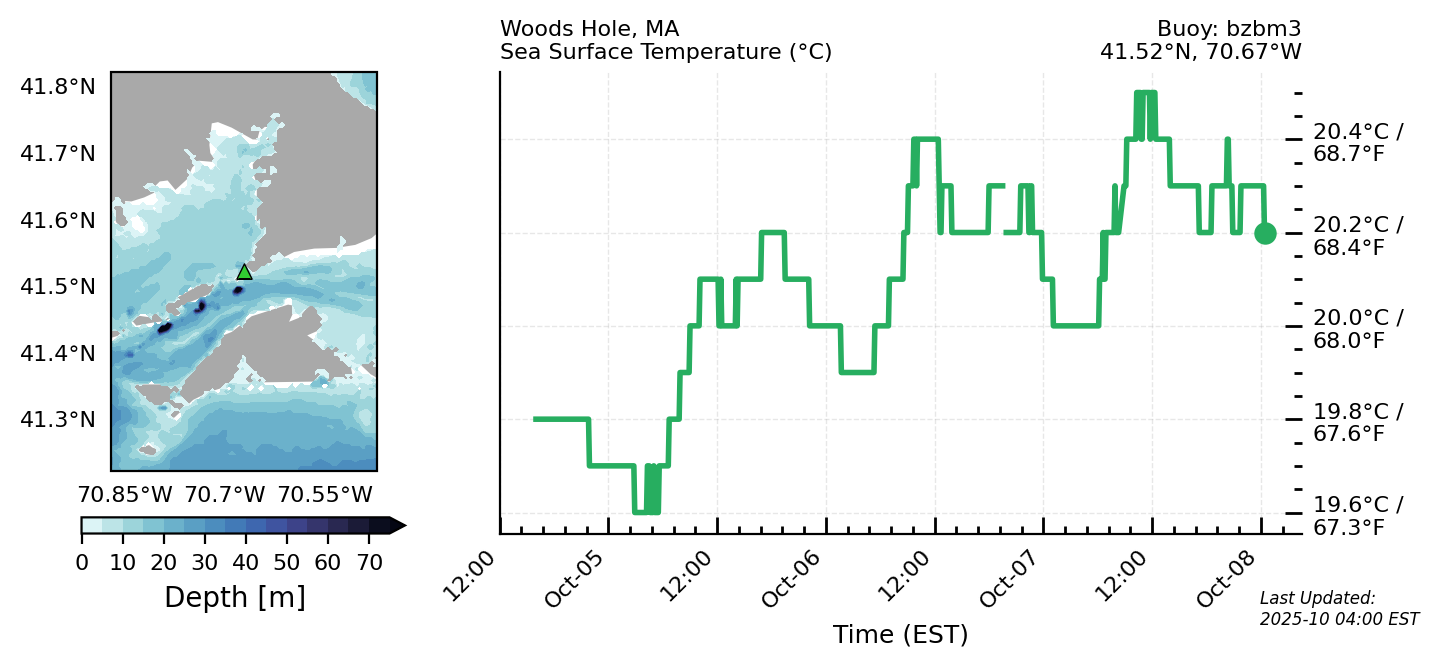 Woods Hole, MA
Sea Surface Temperature (°C)
Buoy: bzbm3
41.52°N, 70.67°W
41.8°N
41.7°N
41.6°N
41.5°N
41.4°N
41.3°N
70.85°W 70.7°W 70.55°W
0 10 20 30 40 50 60 70
Depth [m]
20.4°C /
68.7°F
20.2°C /
68.4°F
20.0°C /
68.0°F
19.8°C /
67.6°F
19.6°C /
67.3°F
12:00 Oct-05 12:00 Oct-06 12:00 Oct-07 12:00 Oct-08
Time (EST)
Last Updated:
2025-10 04:00 EST